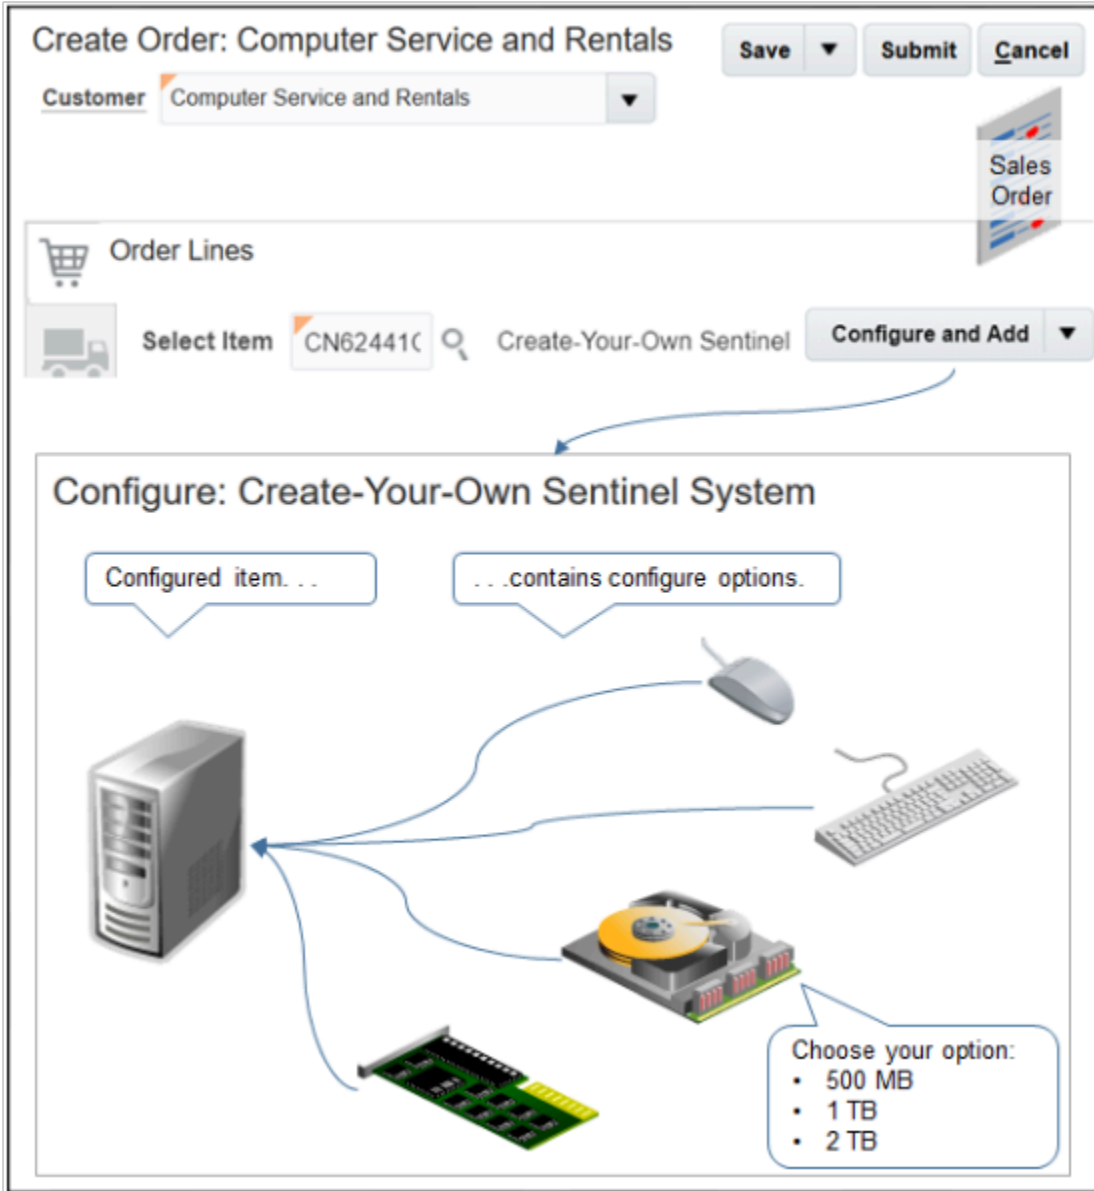 Create Order: Computer Service and Rentals
Save
Submit
Cancel
Customer
Computer Service and Rentals
Sales
Order
Order Lines
Select Item
CN62441
Create-Your-Own Sentinel
Configure and Add
Configure: Create-Your-Own Sentinel System
Configured item. . .
. . .contains configure options.
Choose your option:
• 500 MB
• 1 TB
• 2 TB